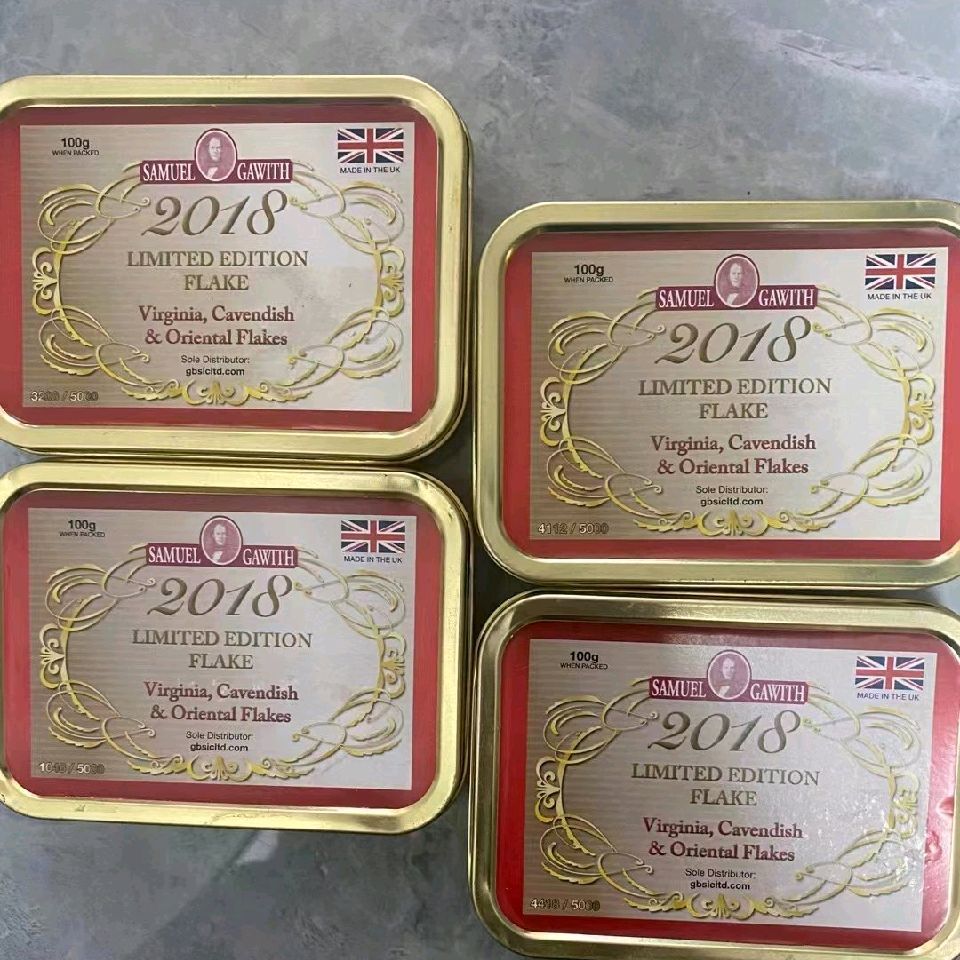 100g
WHEN PACKED
SAMUEL GAWITH
MADE IN THE UK
2018
LIMITED EDITION
FLAKE
Virginia, Cavendish
& Oriental Flakes
Sole Distributor:
gbsicltd.com
/ 5000
100g
WHEN PACKED
SAMUEL GAWITH
MADE IN THE UK
2018
LIMITED EDITION
FLAKE
Virginia, Cavendish
& Oriental Flakes
Sole Distributor:
gbsicltd.com
4112 / 5000
100g
WHEN PACKED
SAMUEL GAWITH
MADE IN THE UK
2018
LIMITED EDITION
FLAKE
Virginia, Cavendish
& Oriental Flakes
Sole Distributor:
gbsicltd.com
/ 5000
100g
WHEN PACKED
SAMUEL GAWITH
MADE IN THE UK
2018
LIMITED EDITION
FLAKE
Virginia, Cavendish
& Oriental Flakes
Sole Distributor:
gbsicltd.com
/ 5000